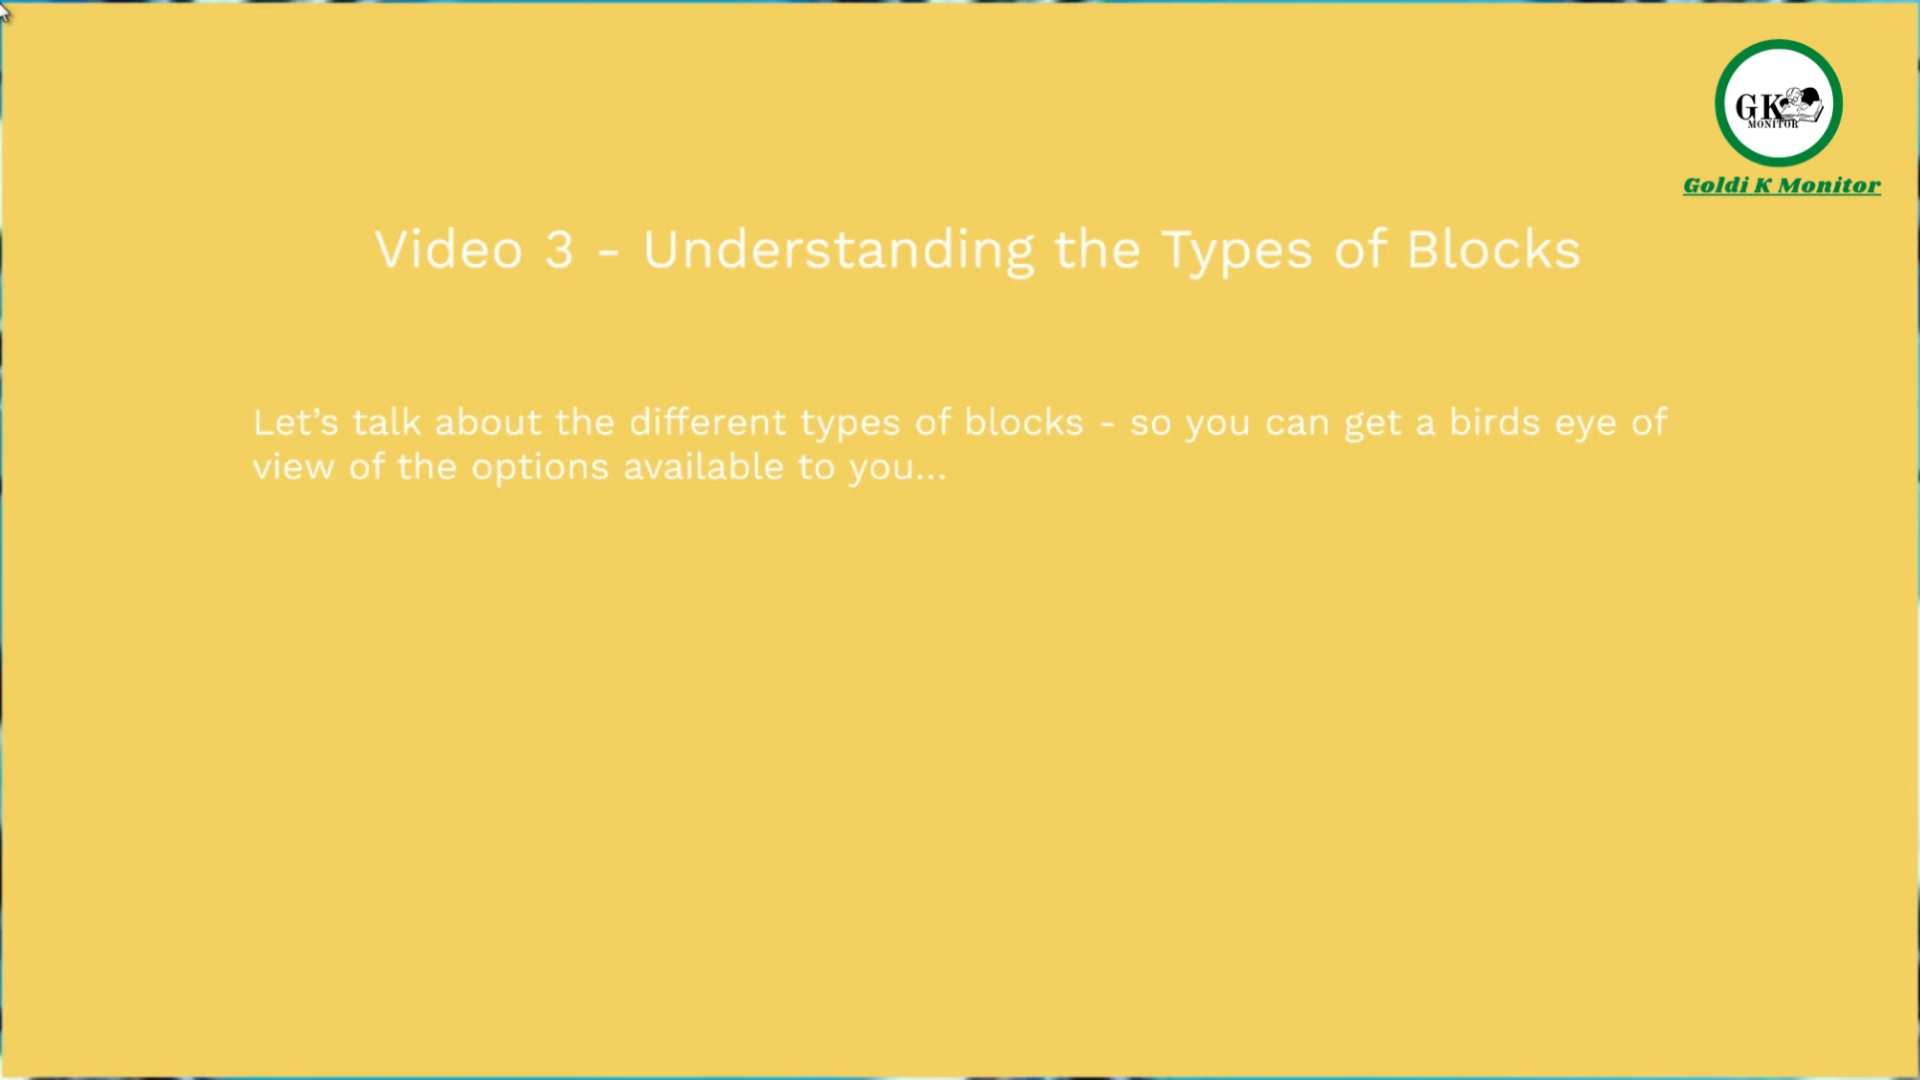 GK
MONITOR
Goldi K Monitor
Video 3 - Understanding the Types of Blocks
Let’s talk about the different types of blocks - so you can get a birds eye of
view of the options available to you...